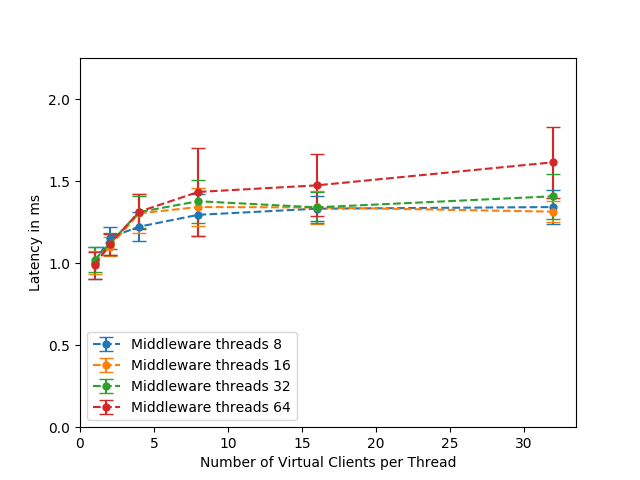 2.0
1.5
1.0
0.5
0.0
Latency in ms
Middleware threads 8
Middleware threads 16
Middleware threads 32
Middleware threads 64
0 5 10 15 20 25 30
Number of Virtual Clients per Thread